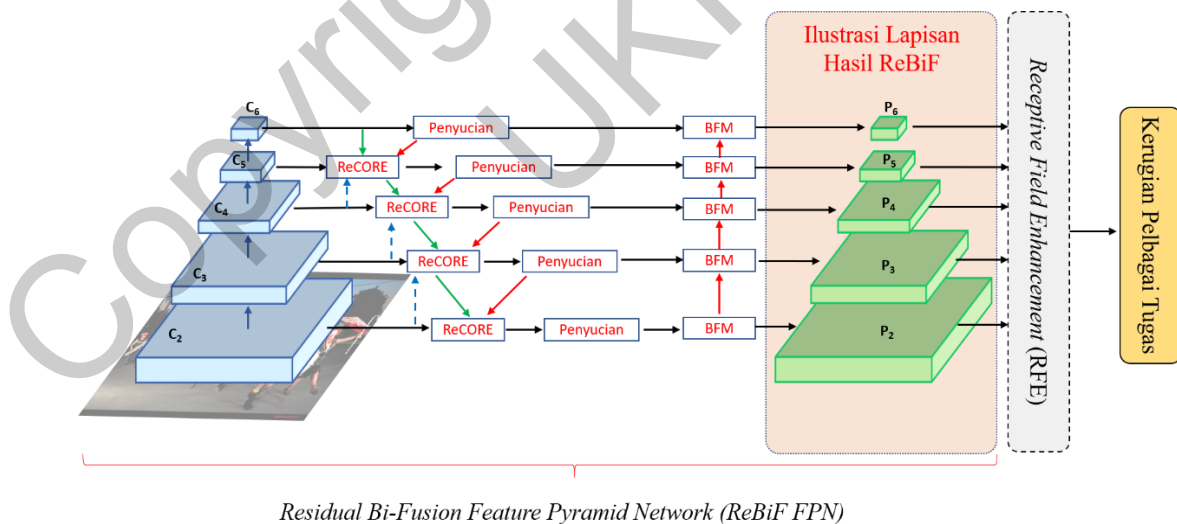 Ilustrasi Lapisan
Hasil ReBiF
C6
Penyucian
BFM
P6
C5
ReCORE
Penyucian
BFM
P5
C4
ReCORE
Penyucian
BFM
P4
C3
ReCORE
Penyucian
BFM
P3
C2
ReCORE
Penyucian
BFM
P2
Receptive Field Enhancement (RFE)
Kerugian Pelbagai Tugas
Residual Bi-Fusion Feature Pyramid Network (ReBiF FPN)